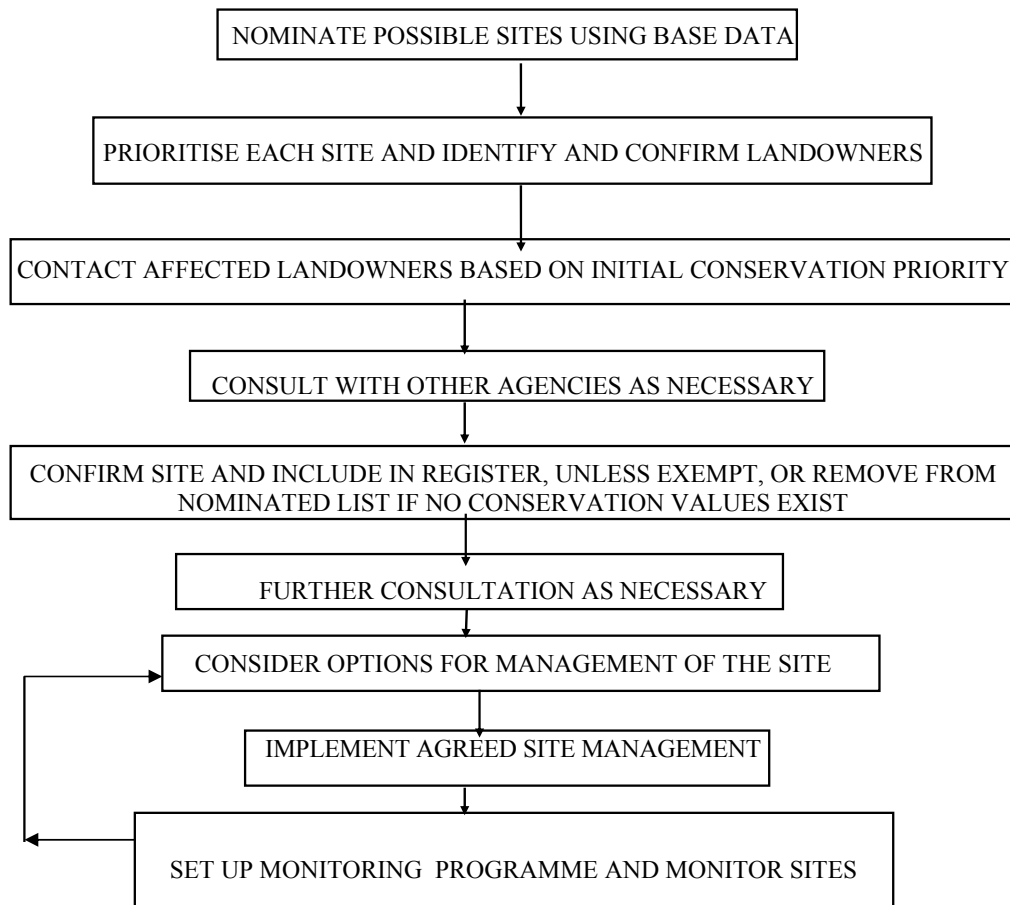 NOMINATE POSSIBLE SITES USING BASE DATA
PRIORITISE EACH SITE AND IDENTIFY AND CONFIRM LANDOWNERS
CONTACT AFFECTED LANDOWNERS BASED ON INITIAL CONSERVATION PRIORITY
CONSULT WITH OTHER AGENCIES AS NECESSARY
CONFIRM SITE AND INCLUDE IN REGISTER, UNLESS EXEMPT, OR REMOVE FROM
NOMINATED LIST IF NO CONSERVATION VALUES EXIST
FURTHER CONSULTATION AS NECESSARY
CONSIDER OPTIONS FOR MANAGEMENT OF THE SITE
IMPLEMENT AGREED SITE MANAGEMENT
SET UP MONITORING PROGRAMME AND MONITOR SITES